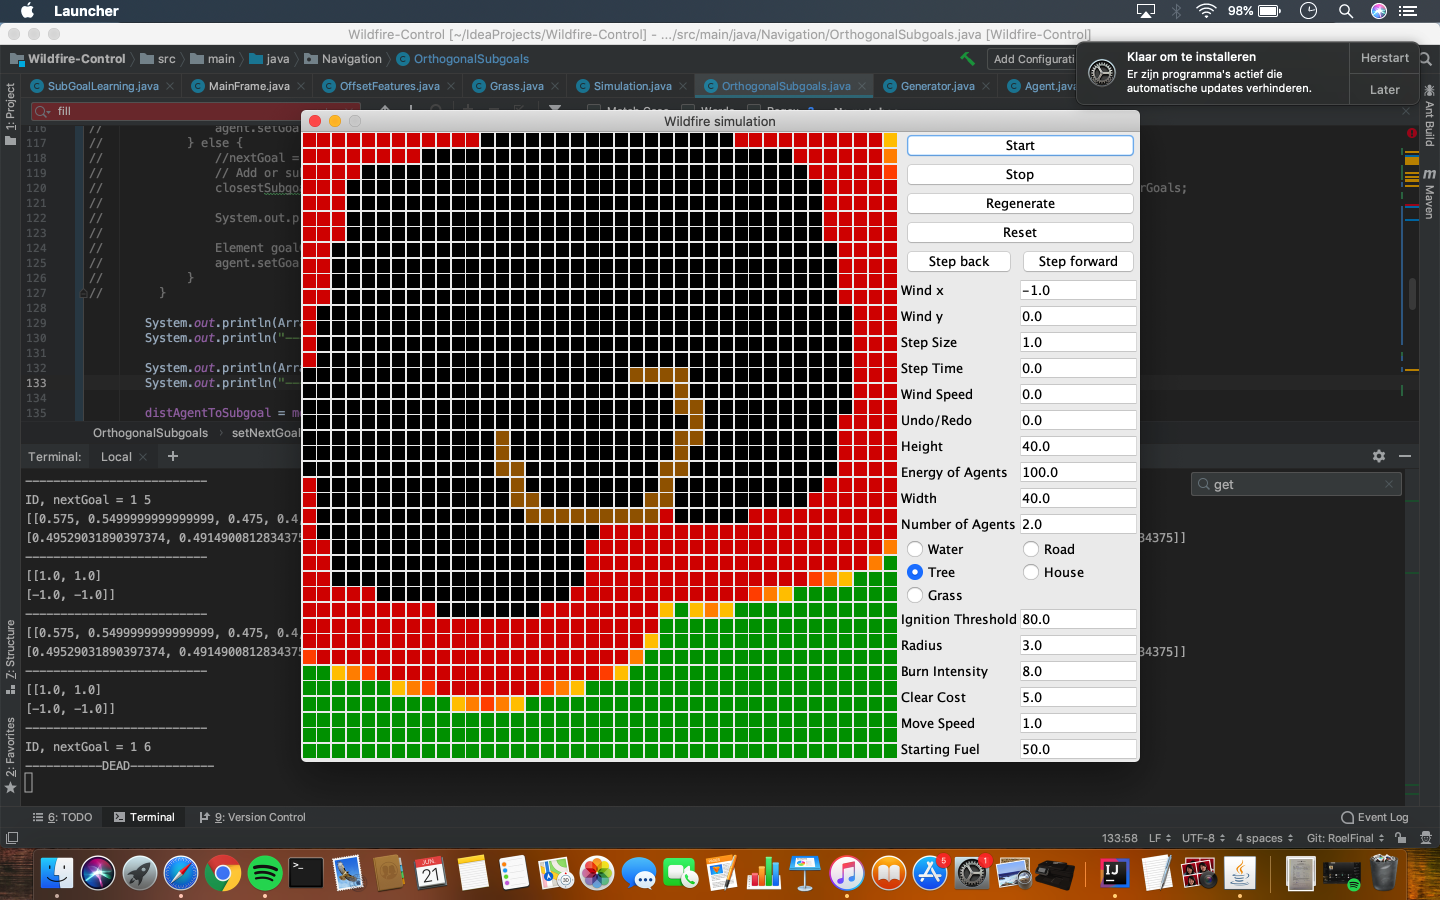 Launcher
98%
Wildfire-Control [~/IdeaProjects/Wildfire-Control] - .../src/main/java/Navigation/OrthogonalSubgoals.java [Wildfire-Control]
Wildfire-Control
src
main
java
Navigation
OrthogonalSubgoals
Add Configurati
Klaar om te installeren
Er zijn programma's actief die
automatische updates verhinderen.
Herstart
Later
SubGoalLearning.java
MainFrame.java
OffsetFeatures.java
Grass.java
Simulation.java
OrthogonalSubgoals.java
Generator.java
Agent.java
fill
1: Project
Ant Build
Maven
116 // agent.setGoa
117 // } else {
118 // //nextGoal =
119 // // Add or su
120 // closestSubgoa
rGoals;
121 //
122 // System.out.p
123 //
124 // Element goal
125 // agent.setGoa
126 // }
127 // }
128
129 System.out.println(Arr
130 System.out.println("--
131
132 System.out.println(Arr
133 System.out.println("--
134
135 distAgentToSubgoal = m
OrthogonalSubgoals
setNextGoal
Terminal:
Local
get
---------------------------
ID, nextGoal = 1 5
[[0.575, 0.5499999999999999, 0.475, 0.4
[0.49529031890397374, 0.4914900812834375
34375]]
---------------------------
[[1.0, 1.0]
[-1.0, -1.0]]
---------------------------
[[0.575, 0.5499999999999999, 0.475, 0.4
[0.49529031890397374, 0.4914900812834375
34375]]
---------------------------
[[1.0, 1.0]
[-1.0, -1.0]]
---------------------------
ID, nextGoal = 1 6
-----------DEAD------------
Z: Structure
2: Favorites
Wildfire simulation
Start
Stop
Regenerate
Reset
Step back
Step forward
Wind x -1.0
Wind y 0.0
Step Size 1.0
Step Time 0.0
Wind Speed 0.0
Undo/Redo 0.0
Height 40.0
Energy of Agents 100.0
Width 40.0
Number of Agents 2.0
Water
Road
Tree
House
Grass
Ignition Threshold 80.0
Radius 3.0
Burn Intensity 8.0
Clear Cost 5.0
Move Speed 1.0
Starting Fuel 50.0
6: TODO
Terminal
9: Version Control
Event Log
133:58
LF
UTF-8
4 spaces
Git: RoelFinal
JUN
21
5
1
IJ